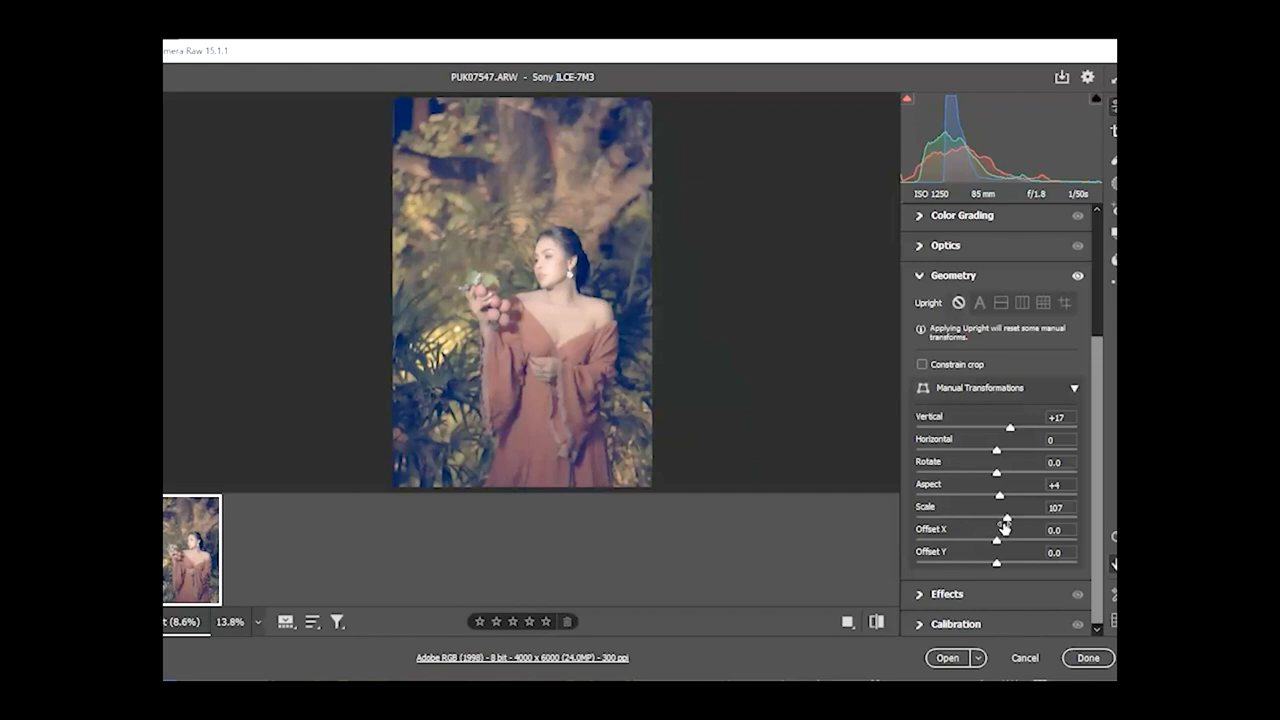 mera Raw 15.1.1
PUK07547.ARW - Sony ILCE-7M3
ISO 1250 85 mm f/1.8 1/50s
Color Grading
Optics
Geometry
Upright A
Applying Upright will reset some manual
transforms.
Constrain crop
Manual Transformations
Vertical +17
Horizontal 0
Rotate 0.0
Aspect +4
Scale 107
Offset X 0.0
Offset Y 0.0
Effects
t (8.6%) 13.8%
Calibration
Adobe RGB (1998) - 8 bit - 4000 x 6000 (24.0MP) - 300 ppi
Open Cancel Done